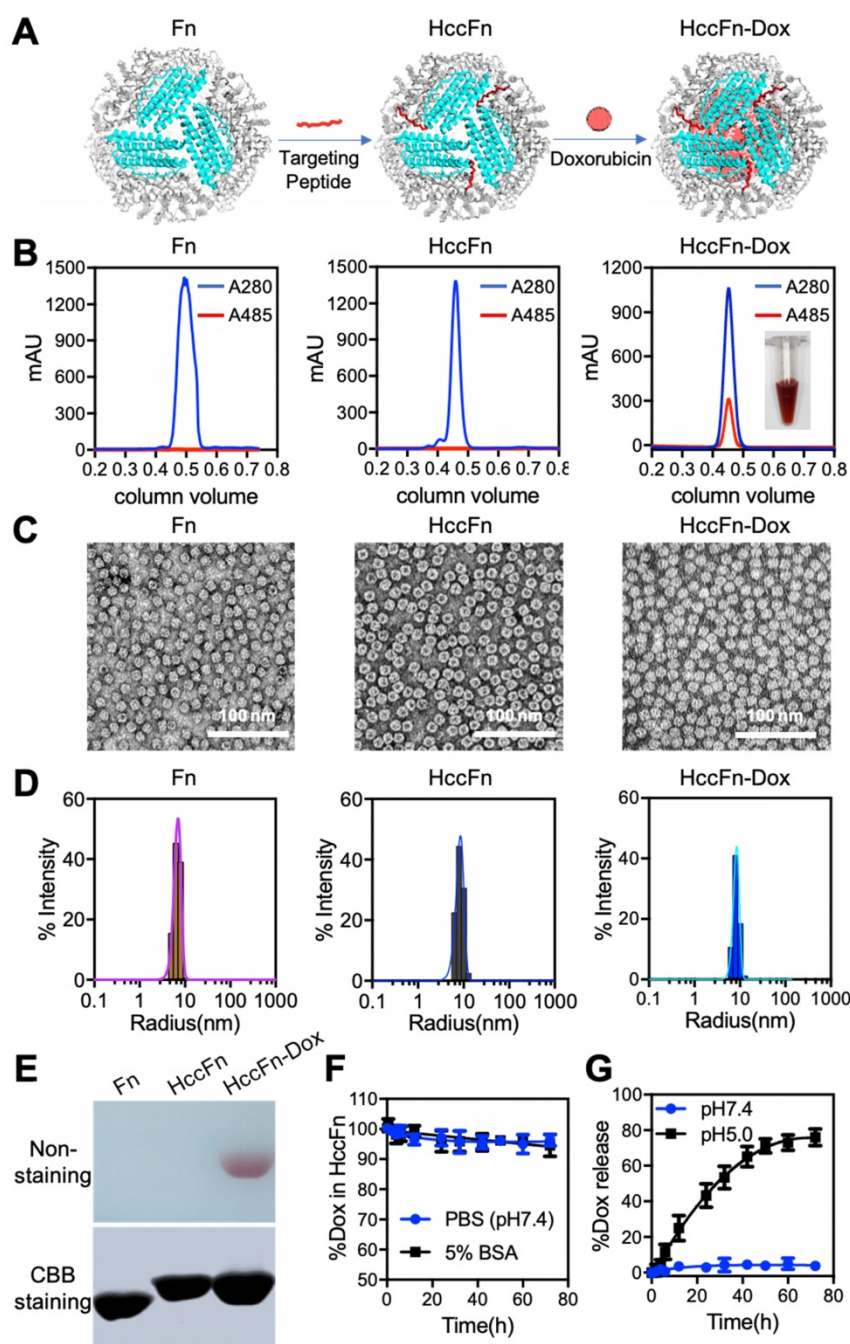 A
Fn
HccFn
HccFn-Dox
Targeting
Peptide
Doxorubicin
B
Fn
HccFn
HccFn-Dox
1500
1200
900
600
300
0
mAU
A280
A485
0.2 0.3 0.4 0.5 0.6 0.7 0.8
column volume
1500
1200
900
600
300
0
mAU
A280
A485
0.2 0.3 0.4 0.5 0.6 0.7 0.8
column volume
1200
900
600
300
0
mAU
A280
A485
0.2 0.3 0.4 0.5 0.6 0.7 0.8
column volume
C
Fn
HccFn
HccFn-Dox
100 nm
100 nm
100 nm
D
Fn
HccFn
HccFn-Dox
60
40
20
0
% Intensity
0.1 1 10 100 1000
Radius(nm)
60
40
20
0
% Intensity
0.1 1 10 100 1000
Radius(nm)
60
40
20
0
% Intensity
0.1 1 10 100 1000
Radius(nm)
E
Fn
HccFn
HccFn-Dox
Non-
staining
CBB
staining
F
110
100
90
80
70
60
50
%Dox in HccFn
PBS (pH7.4)
5% BSA
0 20 40 60 80
Time(h)
G
100
80
60
40
20
0
%Dox release
pH7.4
pH5.0
0 20 40 60 80
Time(h)